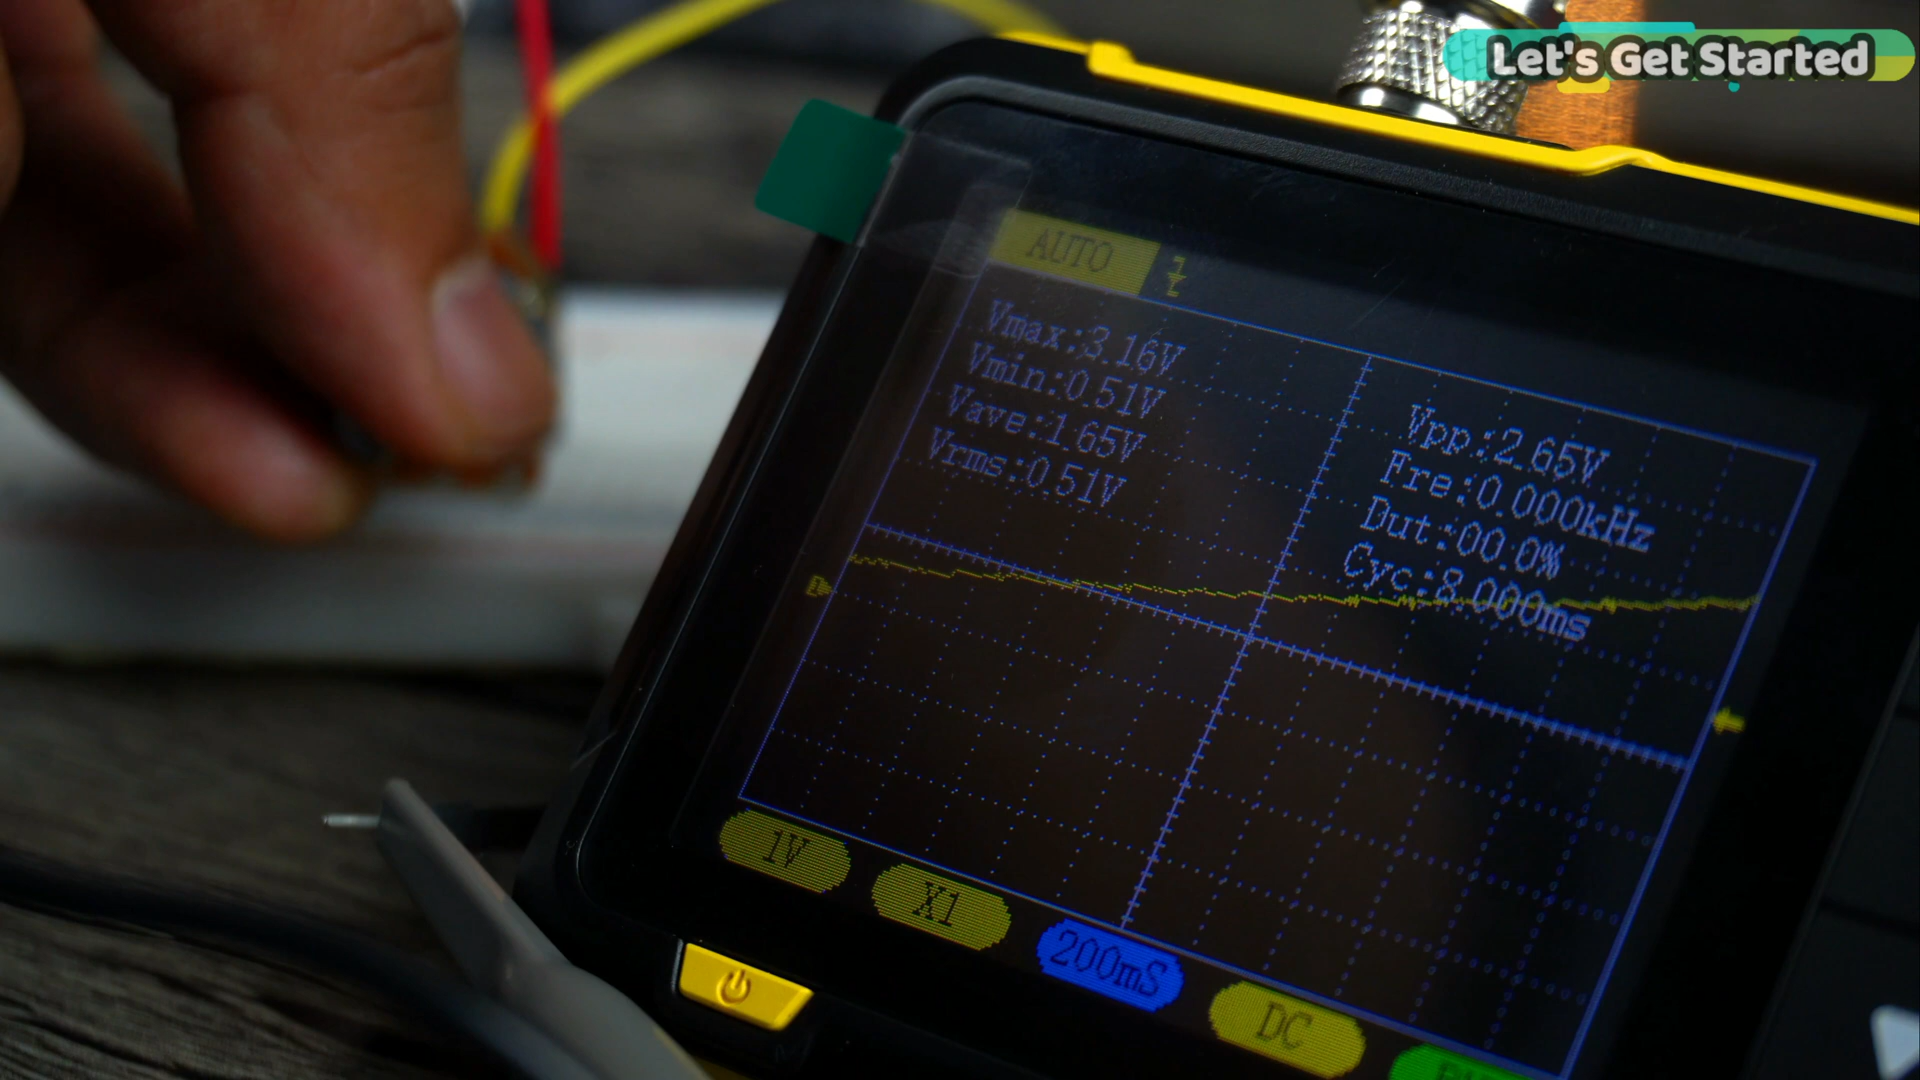 Let's Get Started
AUTO
Vmax:3.16V
Vmin:0.51V
Vave:1.65V
Vrms:0.51V
Vpp:2.65V
Fre:0.000kHz
Dut:00.0%
Cyc:8.000ms
1V
X1
200mS
DC